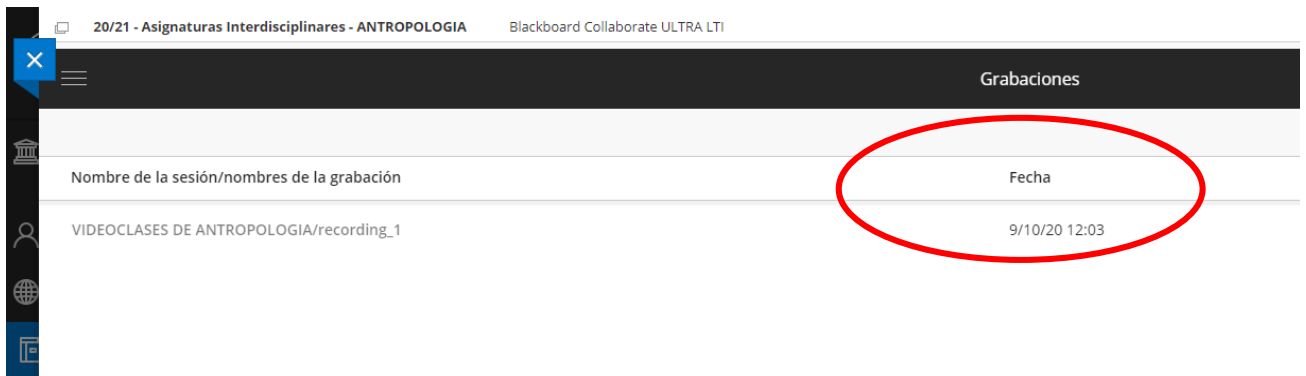 20/21 - Asignaturas Interdisciplinares - ANTROPOLOGIA Blackboard Collaborate ULTRA LTI
Grabaciones
Nombre de la sesión/nombres de la grabación Fecha
VIDEOCLASES DE ANTROPOLOGIA/recording_1 9/10/20 12:03